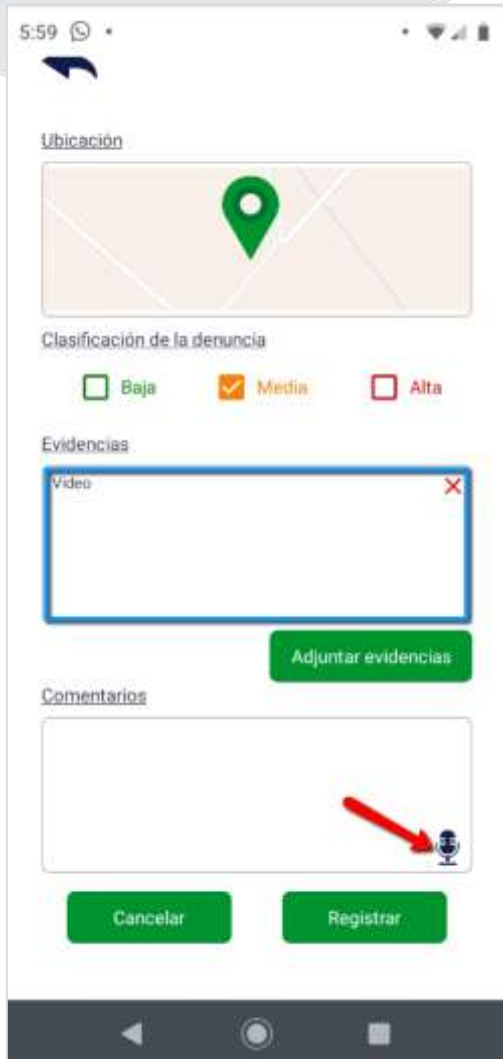 5:59
Ubicación
Clasificación de la denuncia
Baja Media Alta
Evidencias
Video
Adjuntar evidencias
Comentarios
Cancelar Registrar